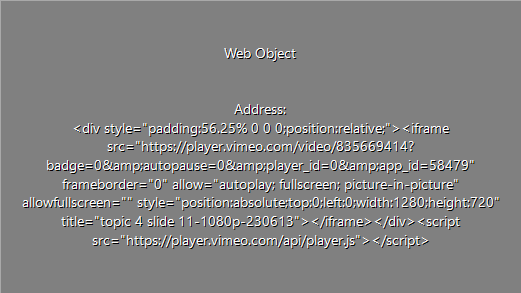 Web Object
Address:
<div style="padding:56.25% 0 0 0;position:relative;"><iframe
src="https://player.vimeo.com/video/835669414?
badge=0&amp;autopause=0&amp;player_id=0&amp;app_id=58479"
frameborder="0" allow="autoplay; fullscreen; picture-in-picture"
allowfullscreen="" style="position:absolute;top:0;left:0;width:1280;height:720"
title="topic 4 slide 11-1080p-230613"></iframe></div><script
src="https://player.vimeo.com/api/player.js"></script>